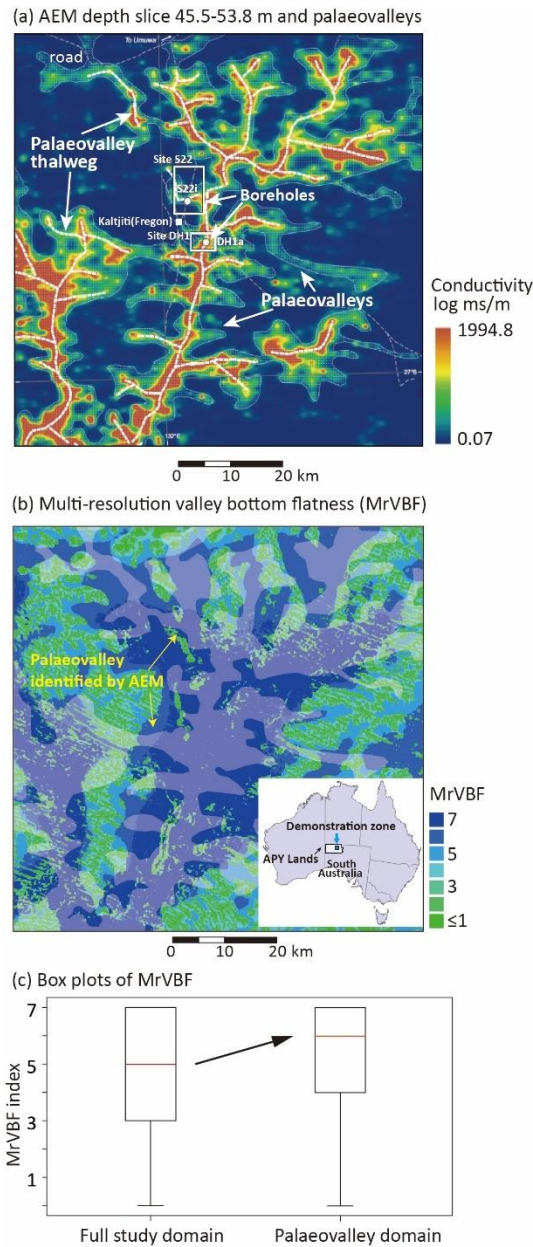 (a) AEM depth slice 45.5-53.8 m and palaeovalleys
To Umuwa
road
Palaeovalley
thalweg
Site S22
S22i
Boreholes
Kaltjiti(Fregon)
Site DH1
DH1a
Palaeovalleys
27°S
132°E
Conductivity
log ms/m
1994.8
0.07
0 10 20 km
(b) Multi-resolution valley bottom flatness (MrVBF)
Palaeovalley
identified by AEM
Demonstration zone
APY Lands
South
Australia
MrVBF
7
5
3
≤1
0 10 20 km
(c) Box plots of MrVBF
MrVBF index
7
5
3
1
Full study domain
Palaeovalley domain